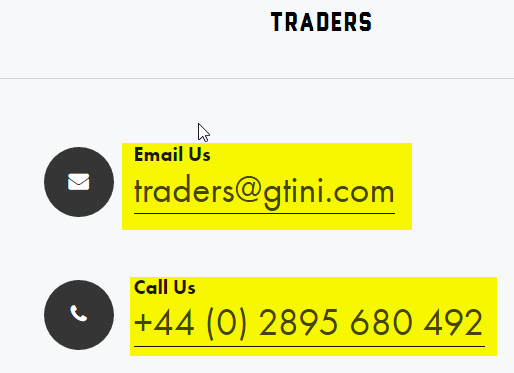 TRADERS
Email Us
traders@gtini.com
Call Us
+44 (0) 2895 680 492